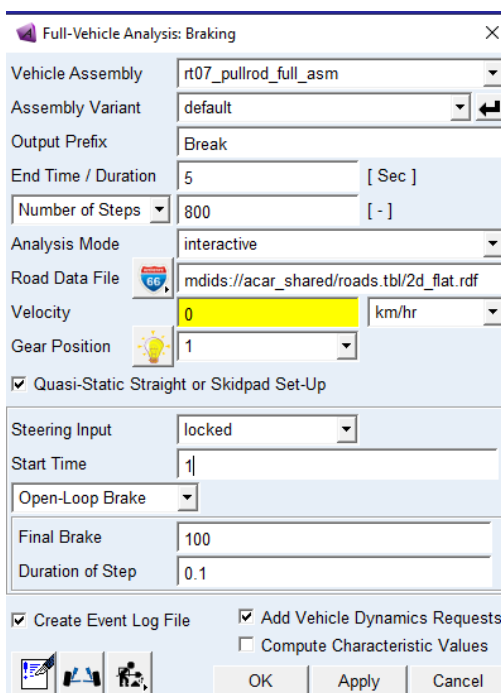 Full-Vehicle Analysis: Braking
Vehicle Assembly rt07_pullrod_full_asm
Assembly Variant default
Output Prefix Break
End Time / Duration 5 [ Sec ]
Number of Steps 800 [ - ]
Analysis Mode interactive
Road Data File 66 mdids://acar_shared/roads.tbl/2d_flat.rdf
Velocity 0 km/hr
Gear Position 1
Quasi-Static Straight or Skidpad Set-Up
Steering Input locked
Start Time 1
Open-Loop Brake
Final Brake 100
Duration of Step 0.1
Create Event Log File Add Vehicle Dynamics Requests
Compute Characteristic Values
OK Apply Cancel